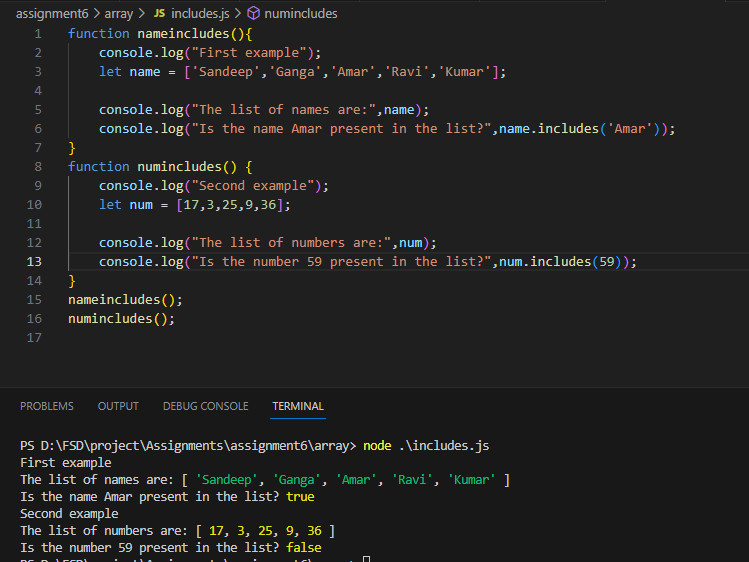 assignment6 > array > JS includes.js > numincludes
1 function nameincludes(){
2 console.log("First example");
3 let name = ['Sandeep','Ganga','Amar','Ravi','Kumar'];
4
5 console.log("The list of names are:",name);
6 console.log("Is the name Amar present in the list?",name.includes('Amar'));
7 }
8 function numincludes() {
9 console.log("Second example");
10 let num = [17,3,25,9,36];
11
12 console.log("The list of numbers are:",num);
13 console.log("Is the number 59 present in the list?",num.includes(59));
14 }
15 nameincludes();
16 numincludes();
17
PROBLEMS OUTPUT DEBUG CONSOLE TERMINAL
PS D:\FSD\project\Assignments\assignment6\array> node .\includes.js
First example
The list of names are: [ 'Sandeep', 'Ganga', 'Amar', 'Ravi', 'Kumar' ]
Is the name Amar present in the list? true
Second example
The list of numbers are: [ 17, 3, 25, 9, 36 ]
Is the number 59 present in the list? false